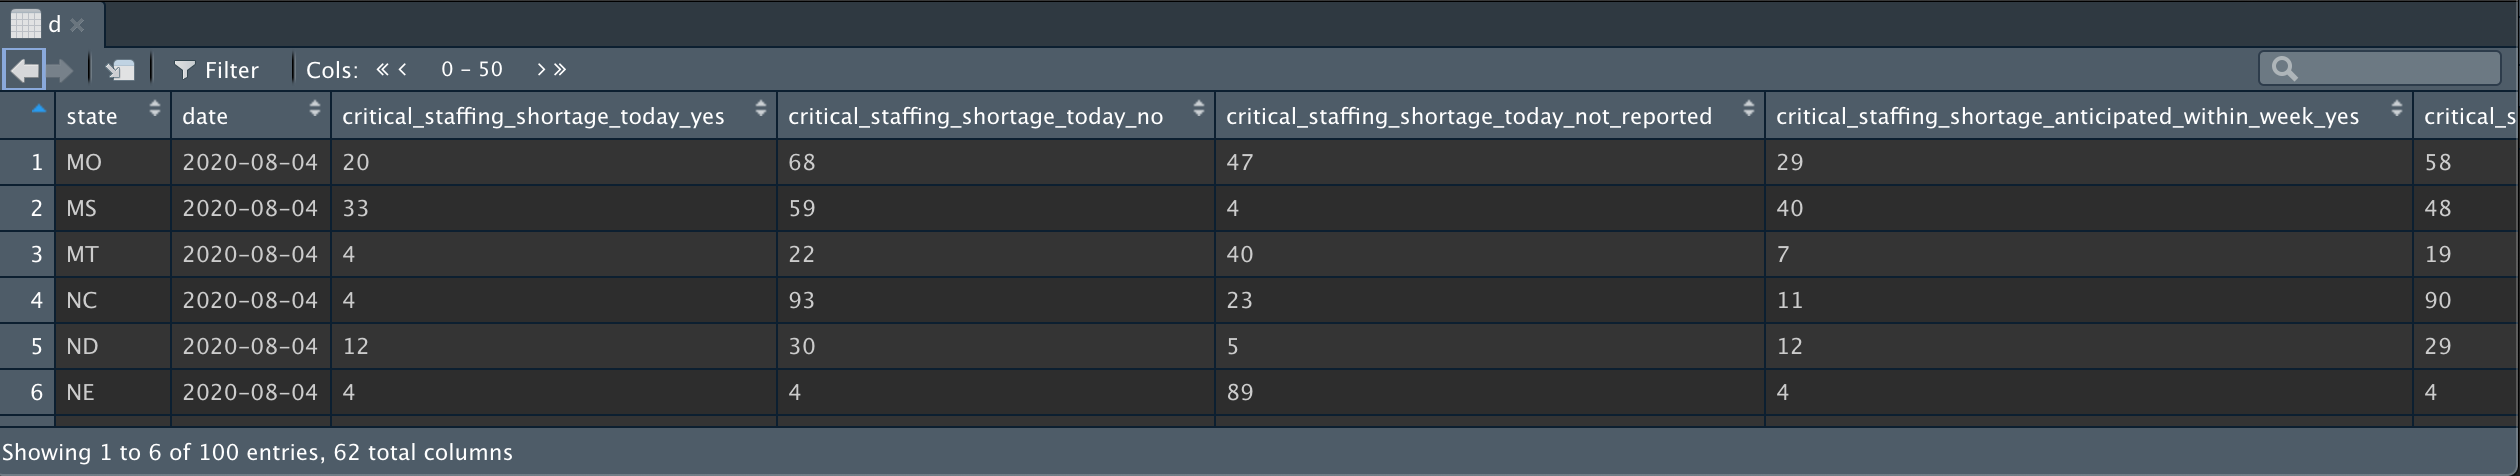 d
Filter Cols: 0 - 50
state date critical_staffing_shortage_today_yes critical_staffing_shortage_today_no critical_staffing_shortage_today_not_reported critical_staffing_shortage_anticipated_within_week_yes critical_s
1 MO 2020-08-04 20 68 47 29 58
2 MS 2020-08-04 33 59 4 40 48
3 MT 2020-08-04 4 22 40 7 19
4 NC 2020-08-04 4 93 23 11 90
5 ND 2020-08-04 12 30 5 12 29
6 NE 2020-08-04 4 4 89 4 4
Showing 1 to 6 of 100 entries, 62 total columns